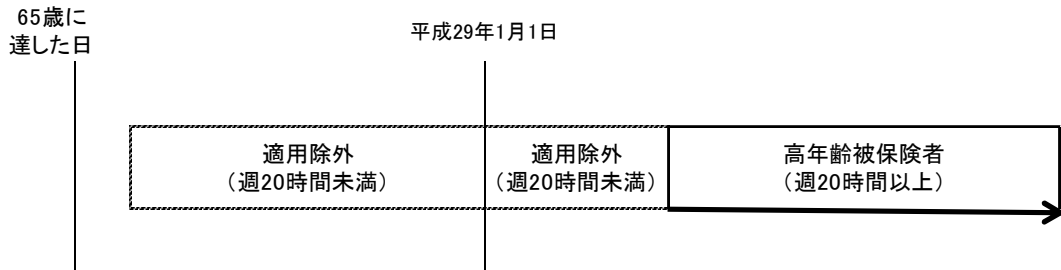 65歳に
達した日
平成29年1月1日
適用除外
（週20時間未満）
適用除外
（週20時間未満）
高年齢被保険者
（週20時間以上）